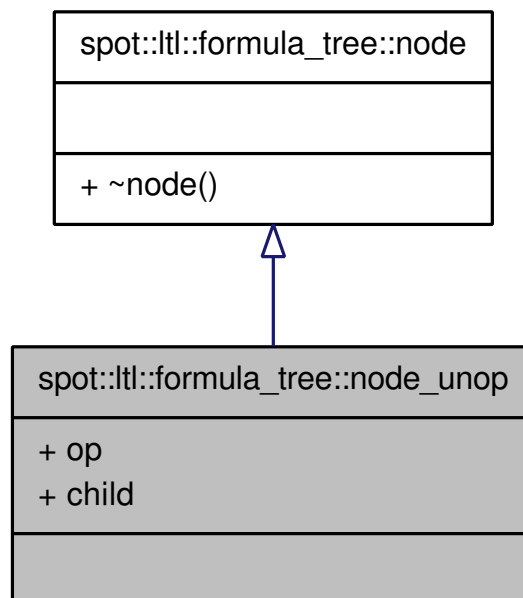 spot::ltl::formula_tree::node
+ ~node()
spot::ltl::formula_tree::node_unop
+ op
+ child